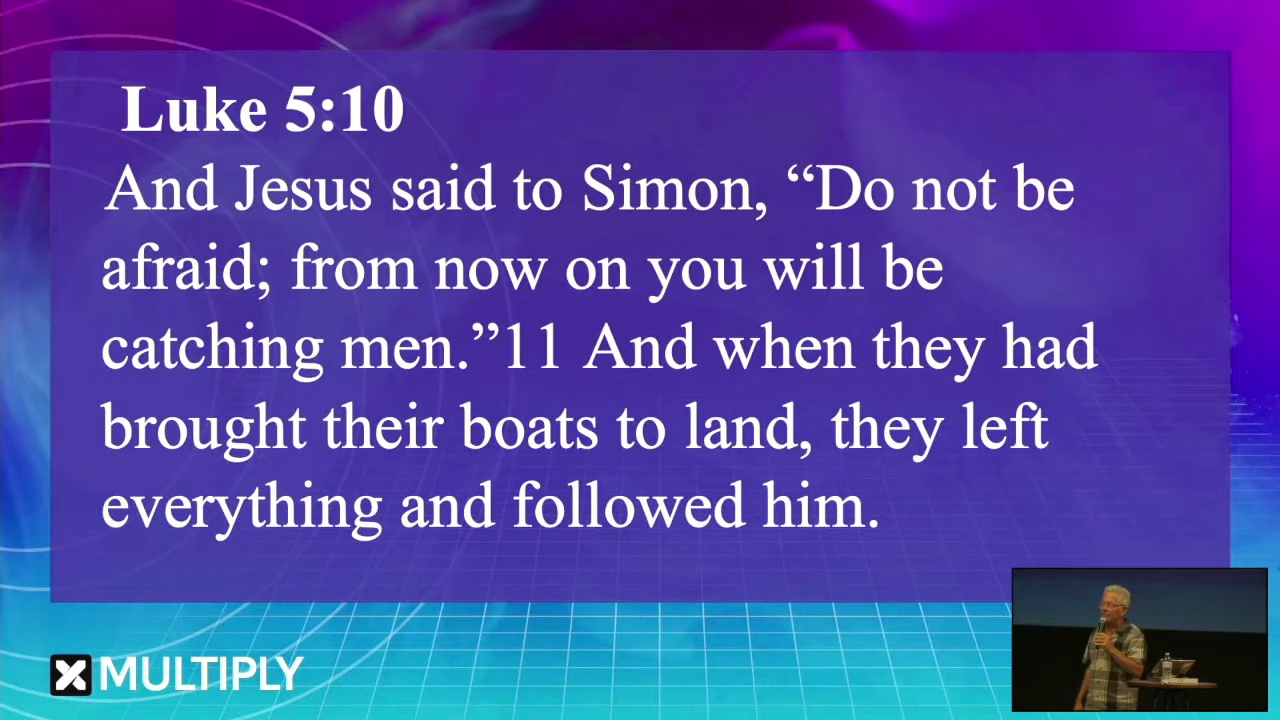 Luke 5:10
And Jesus said to Simon, “Do not be
afraid; from now on you will be
catching men.”11 And when they had
brought their boats to land, they left
everything and followed him.
MULTIPLY